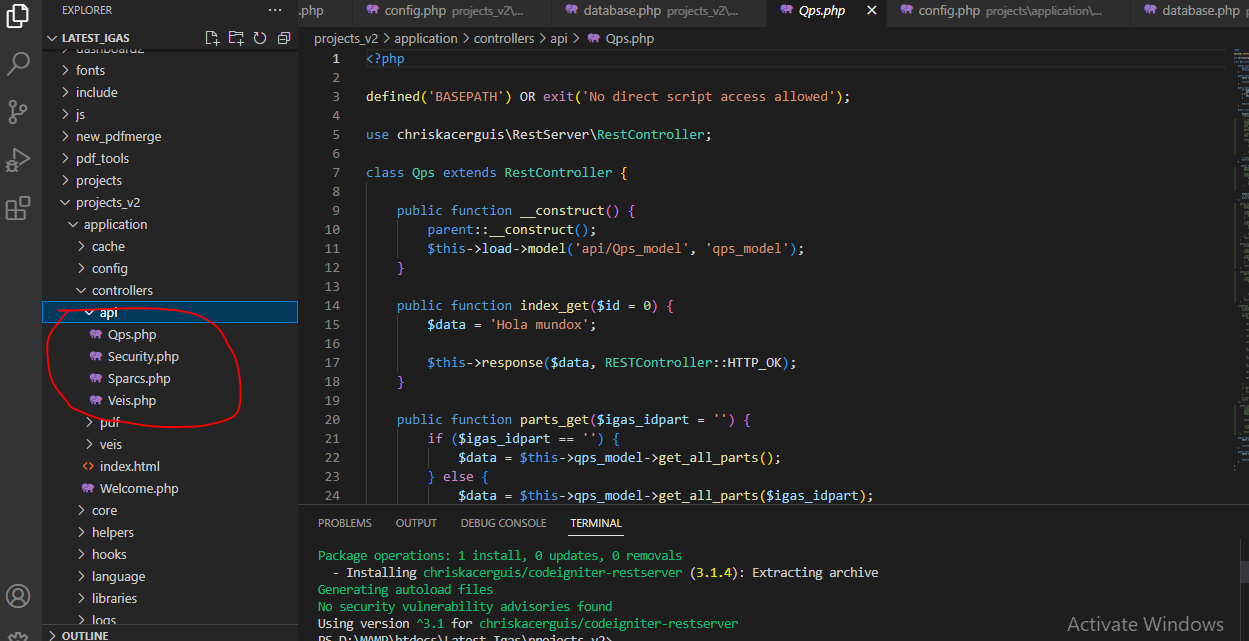 EXPLORER
...
LATEST_IGAS
dashboard2
fonts
include
js
new_pdfmerge
pdf_tools
projects
projects_v2
application
cache
config
controllers
api
Qps.php
Security.php
Sparcs.php
Veis.php
pdf
veis
index.html
Welcome.php
core
helpers
hooks
language
libraries
logs
OUTLINE
.php
config.php projects_v2\...
database.php projects_v2\...
Qps.php
config.php projects\application\...
database.php
projects_v2 > application > controllers > api > Qps.php
1 <?php
2
3 defined('BASEPATH') OR exit('No direct script access allowed');
4
5 use chriskacerguis\RestServer\RestController;
6
7 class Qps extends RestController {
8
9 public function __construct() {
10 parent::__construct();
11 $this->load->model('api/Qps_model', 'qps_model');
12 }
13
14 public function index_get($id = 0) {
15 $data = 'Hola mundox';
16
17 $this->response($data, RESTController::HTTP_OK);
18 }
19
20 public function parts_get($igas_idpart = '') {
21 if ($igas_idpart == '') {
22 $data = $this->qps_model->get_all_parts();
23 } else {
24 $data = $this->qps_model->get_all_parts($igas_idpart);
PROBLEMS OUTPUT DEBUG CONSOLE TERMINAL
Package operations: 1 install, 0 updates, 0 removals
- Installing chriskacerguis/codeigniter-restserver (3.1.4): Extracting archive
Generating autoload files
No security vulnerability advisories found
Using version ^3.1 for chriskacerguis/codeigniter-restserver
PS D:\MAMP\htdocs\Latest_Igas\projects_v2>
Activate Windows